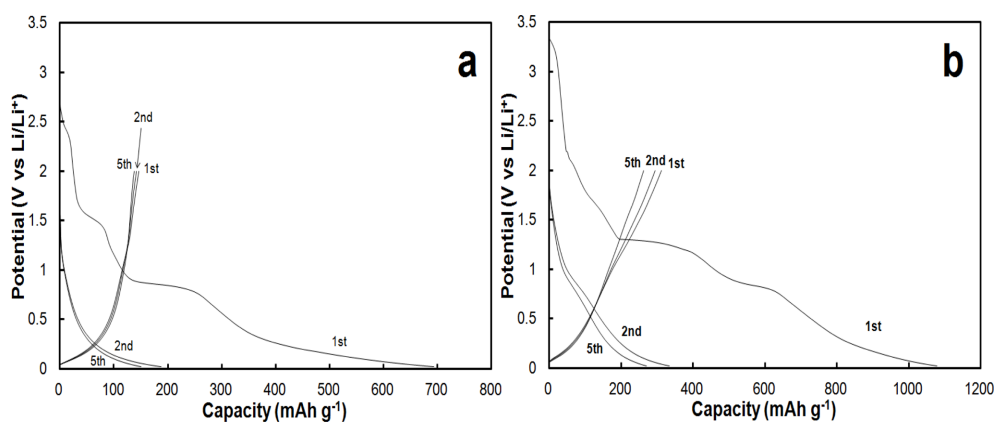 a
Potential (V vs Li/Li⁺)
3.5
3
2.5
2
1.5
1
0.5
0
2nd
5th
1st
2nd
5th
1st
0
100
200
300
400
500
600
700
800
Capacity (mAh g⁻¹)
b
Potential (V vs Li/Li⁺)
3.5
3
2.5
2
1.5
1
0.5
0
5th
2nd
1st
2nd
5th
1st
0
200
400
600
800
1000
1200
Capacity (mAh g⁻¹)